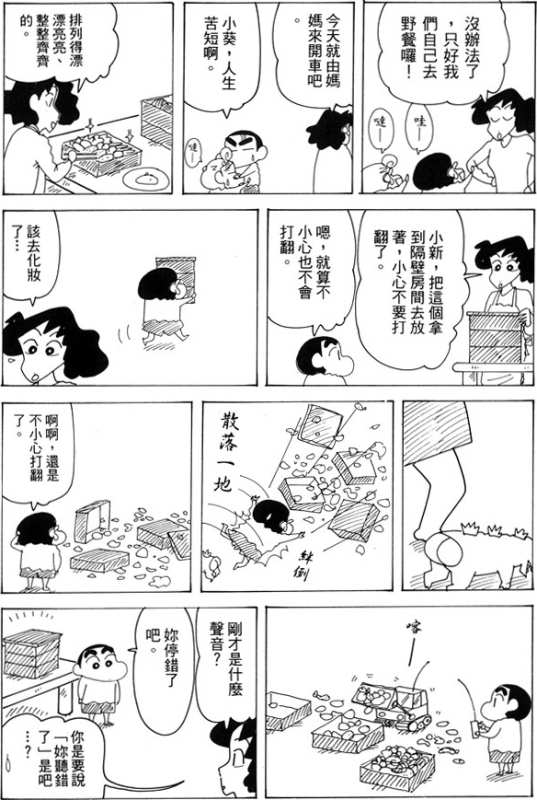 沒辦法了
，只好我
們自己去
野餐囉！
哇—
哇—
今天就由媽
媽來開車吧
。
小葵，人生
苦短啊。
哇—
排列得漂
漂亮亮、
整整齊齊
的。
小新，把這個拿
到隔壁房間去放
著，小心不要打
翻了。
嗯，就算不
小心也不會
打翻。
該去化妝
了…
絆倒
散落一地
啊啊，還是
不小心打翻
了。
喀—
剛才是什麼
聲音？
妳停錯了
吧。
你是要說
「妳聽錯
了」是吧
…？